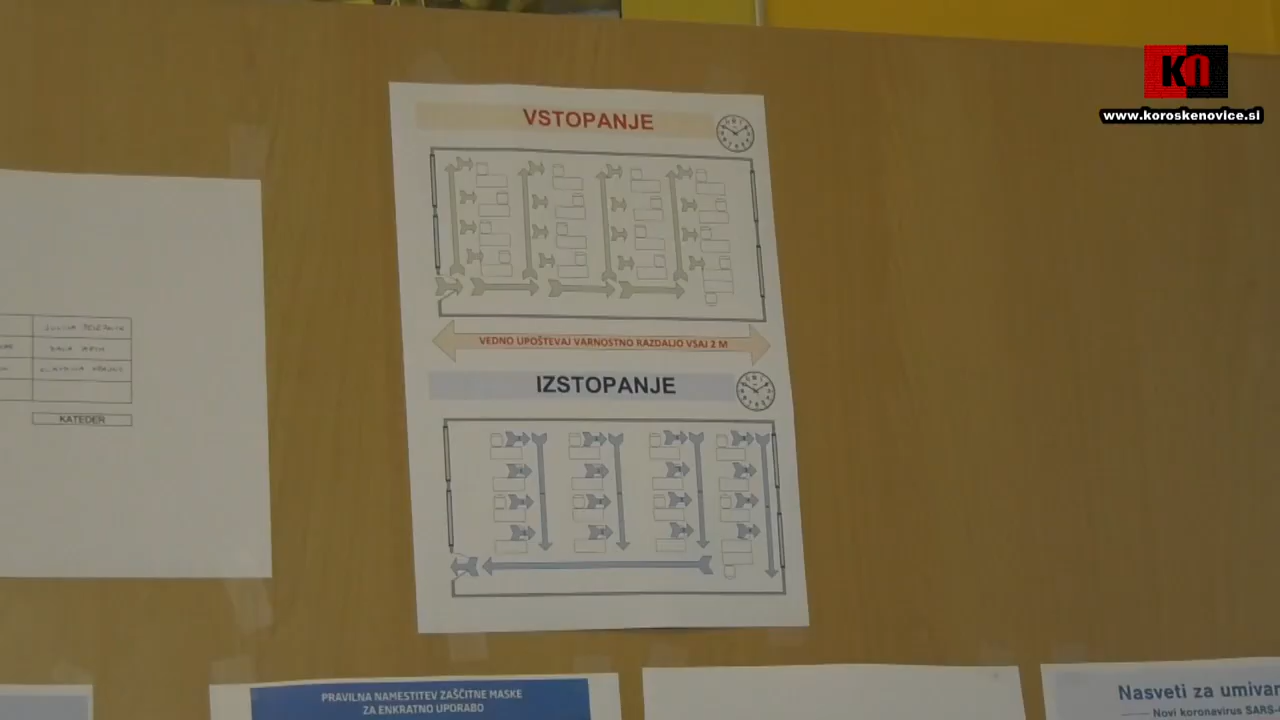 KN
www.koroskenovice.si
VSTOPANJE
VEDNO UPOŠTEVAJ VARNOSTNO RAZDALJO VSAJ 2 M
IZSTOPANJE
KATEDER
PRAVILNA NAMESTITEV ZAŠČITNE MASKE
ZA ENKRATNO UPORABO
Nasveti za umivan
Novi koronavirus SARS-